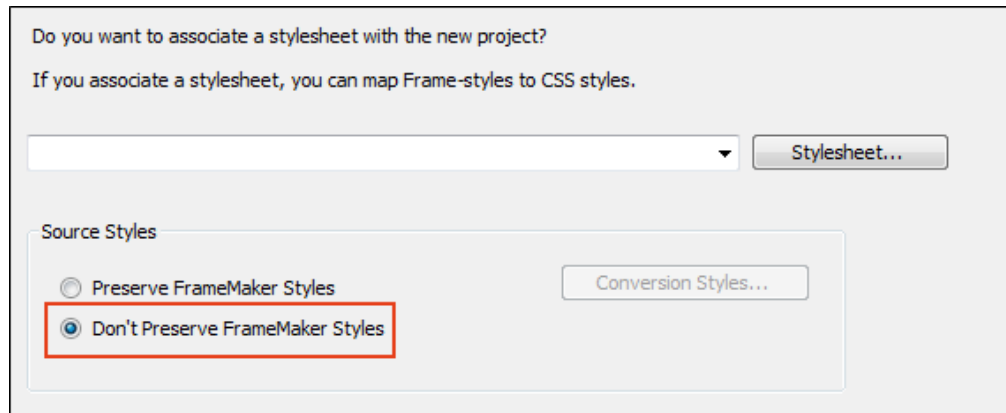 Do you want to associate a stylesheet with the new project?
If you associate a stylesheet, you can map Frame-styles to CSS styles.
Stylesheet...
Source Styles
Preserve FrameMaker Styles
Conversion Styles...
Don't Preserve FrameMaker Styles